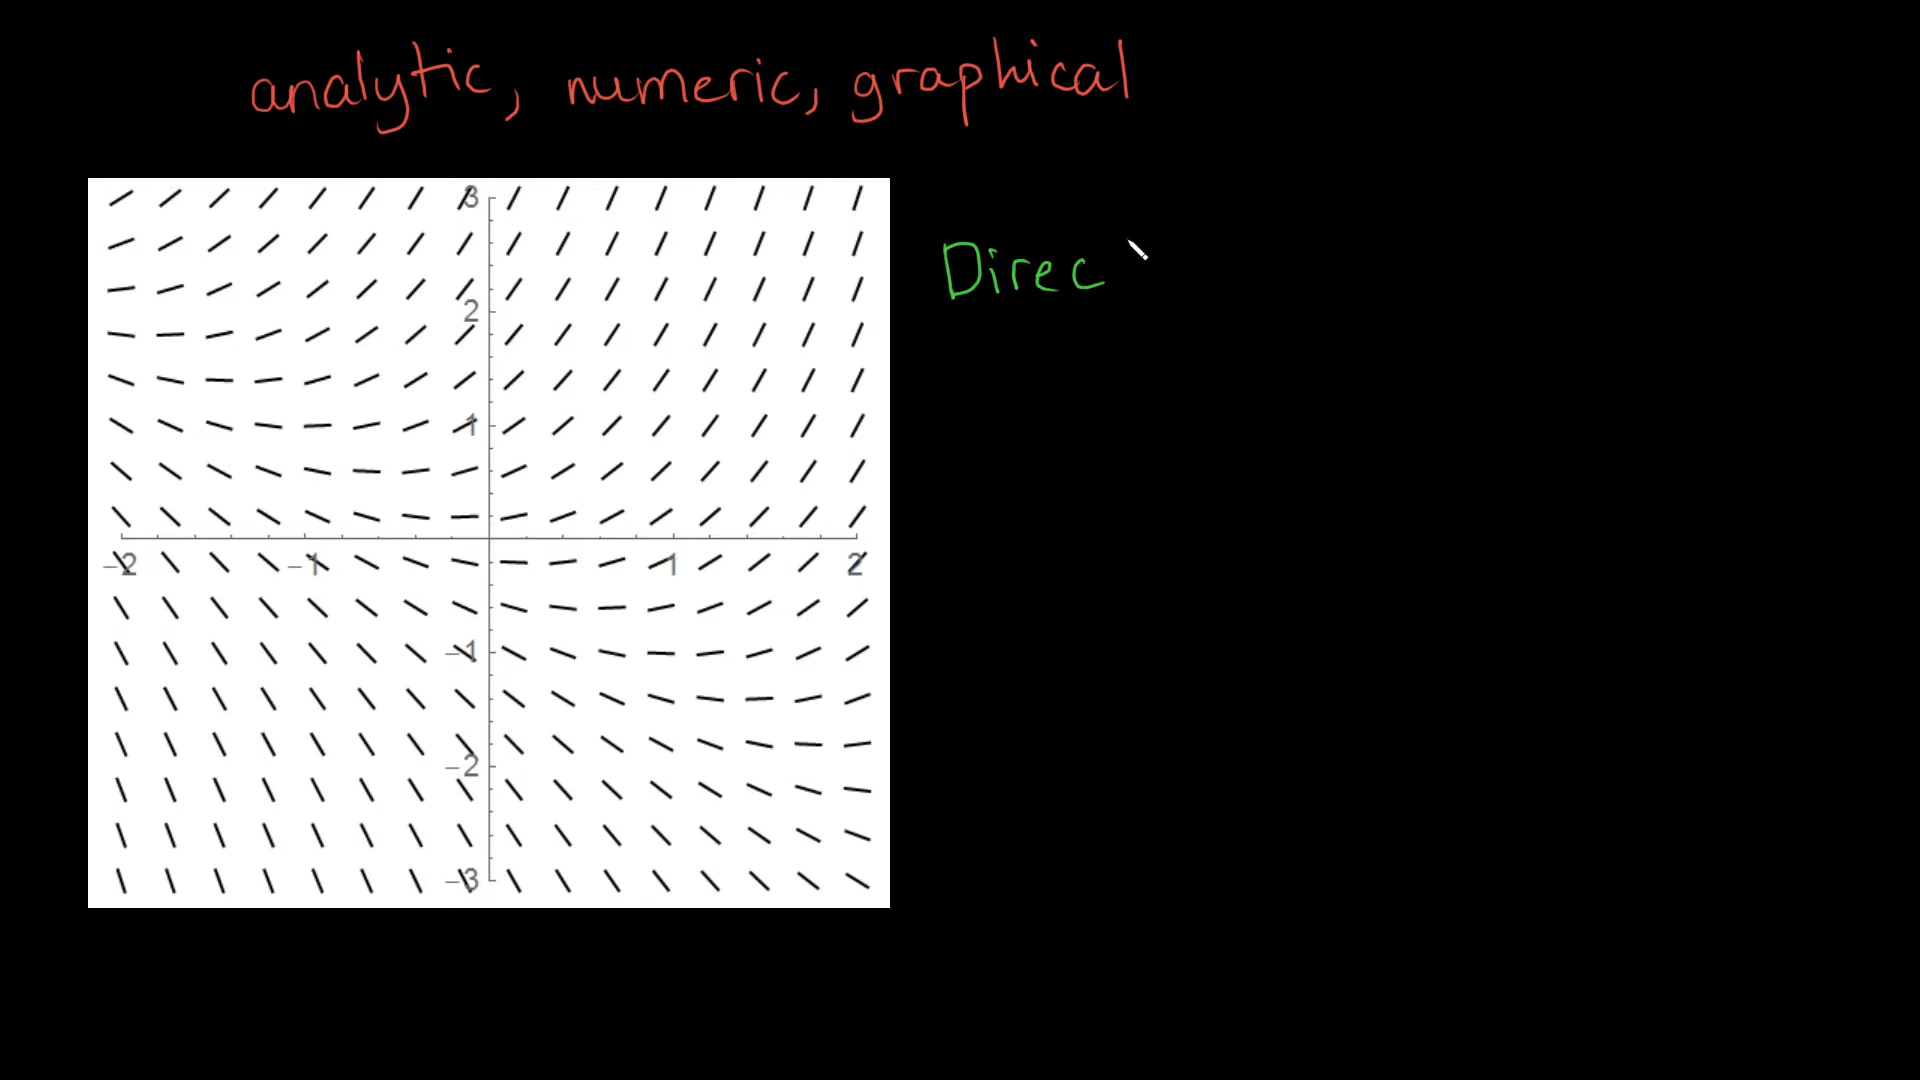 analytic, numeric, graphical
3
Direc
2
1
−2 −1 1 2
−1
−2
−3